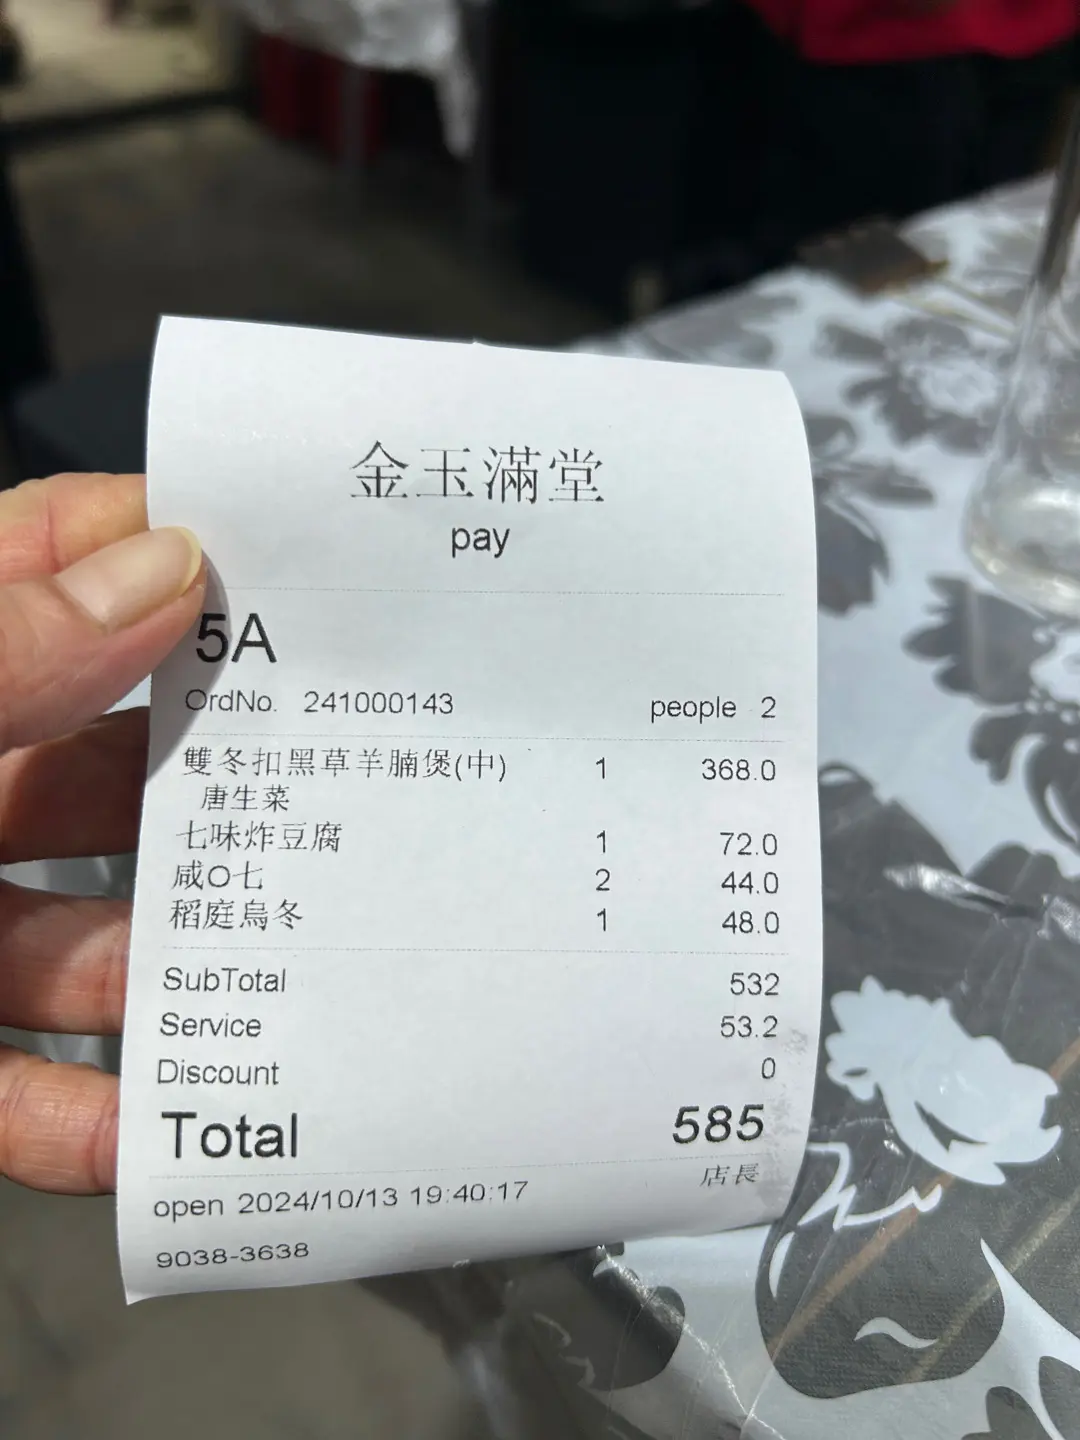 金玉滿堂
pay
5A
OrdNo. 241000143 people 2
雙冬扣黑草羊腩煲(中) 1 368.0
唐生菜
七味炸豆腐 1 72.0
咸O七 2 44.0
稻庭烏冬 1 48.0
SubTotal 532
Service 53.2
Discount 0
Total 585
店長
open 2024/10/13 19:40:17
9038-3638